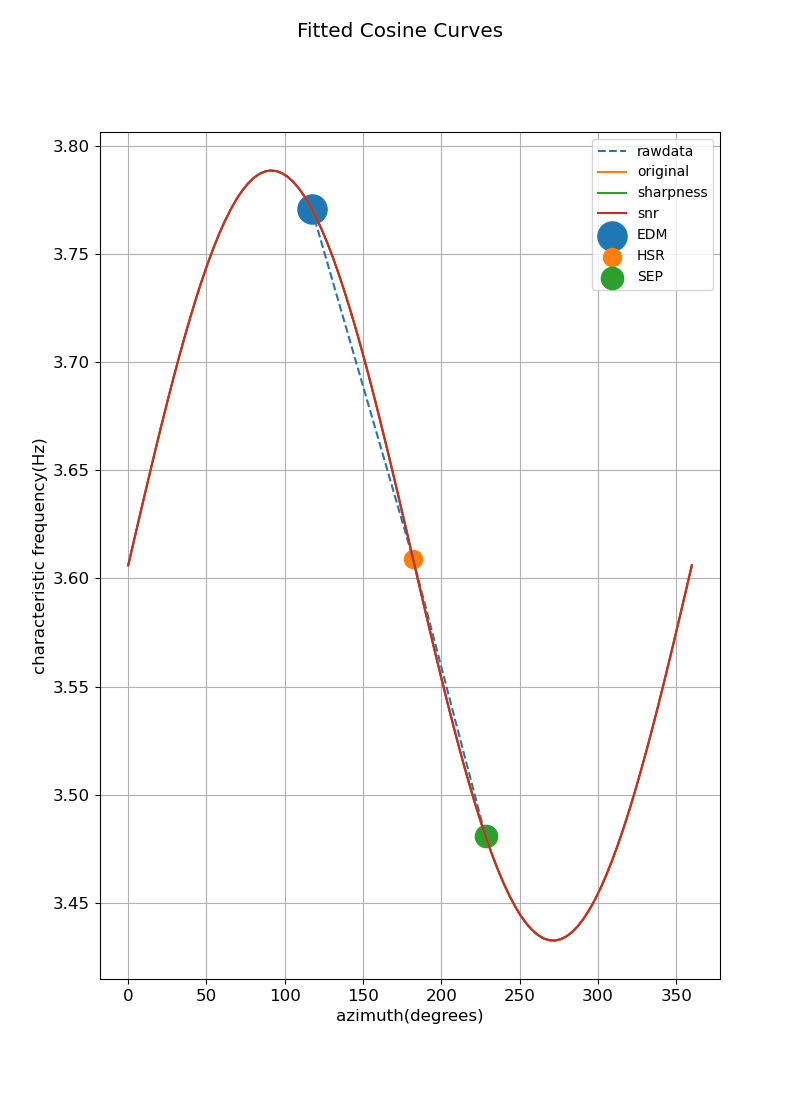 Fitted Cosine Curves
3.80
3.75
3.70
3.65
3.60
3.55
3.50
3.45
characteristic frequency(Hz)
rawdata
original
sharpness
snr
EDM
HSR
SEP
0 50 100 150 200 250 300 350
azimuth(degrees)